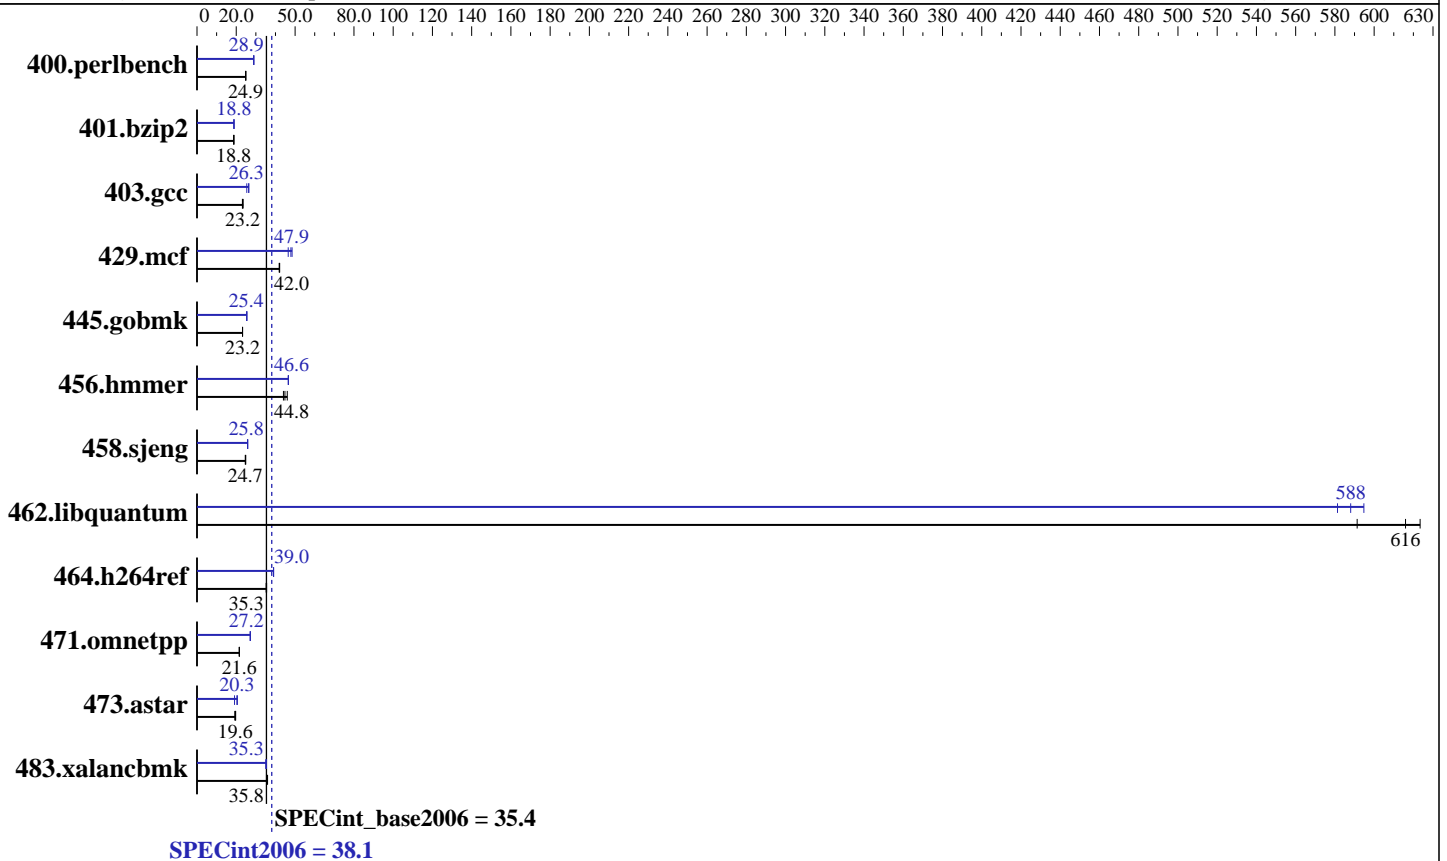 0 20.0 50.0 80.0 100 120 140 160 180 200 220 240 260 280 300 320 340 360 380 400 420 440 460 480 500 520 540 560 580 600 630
28.9
400.perlbench
24.9
18.8
401.bzip2
18.8
26.3
403.gcc
23.2
47.9
429.mcf
42.0
25.4
445.gobmk
23.2
46.6
456.hmmer
44.8
25.8
458.sjeng
24.7
588
462.libquantum
616
39.0
464.h264ref
35.3
27.2
471.omnetpp
21.6
20.3
473.astar
19.6
35.3
483.xalancbmk
35.8
SPECint_base2006 = 35.4
SPECint2006 = 38.1